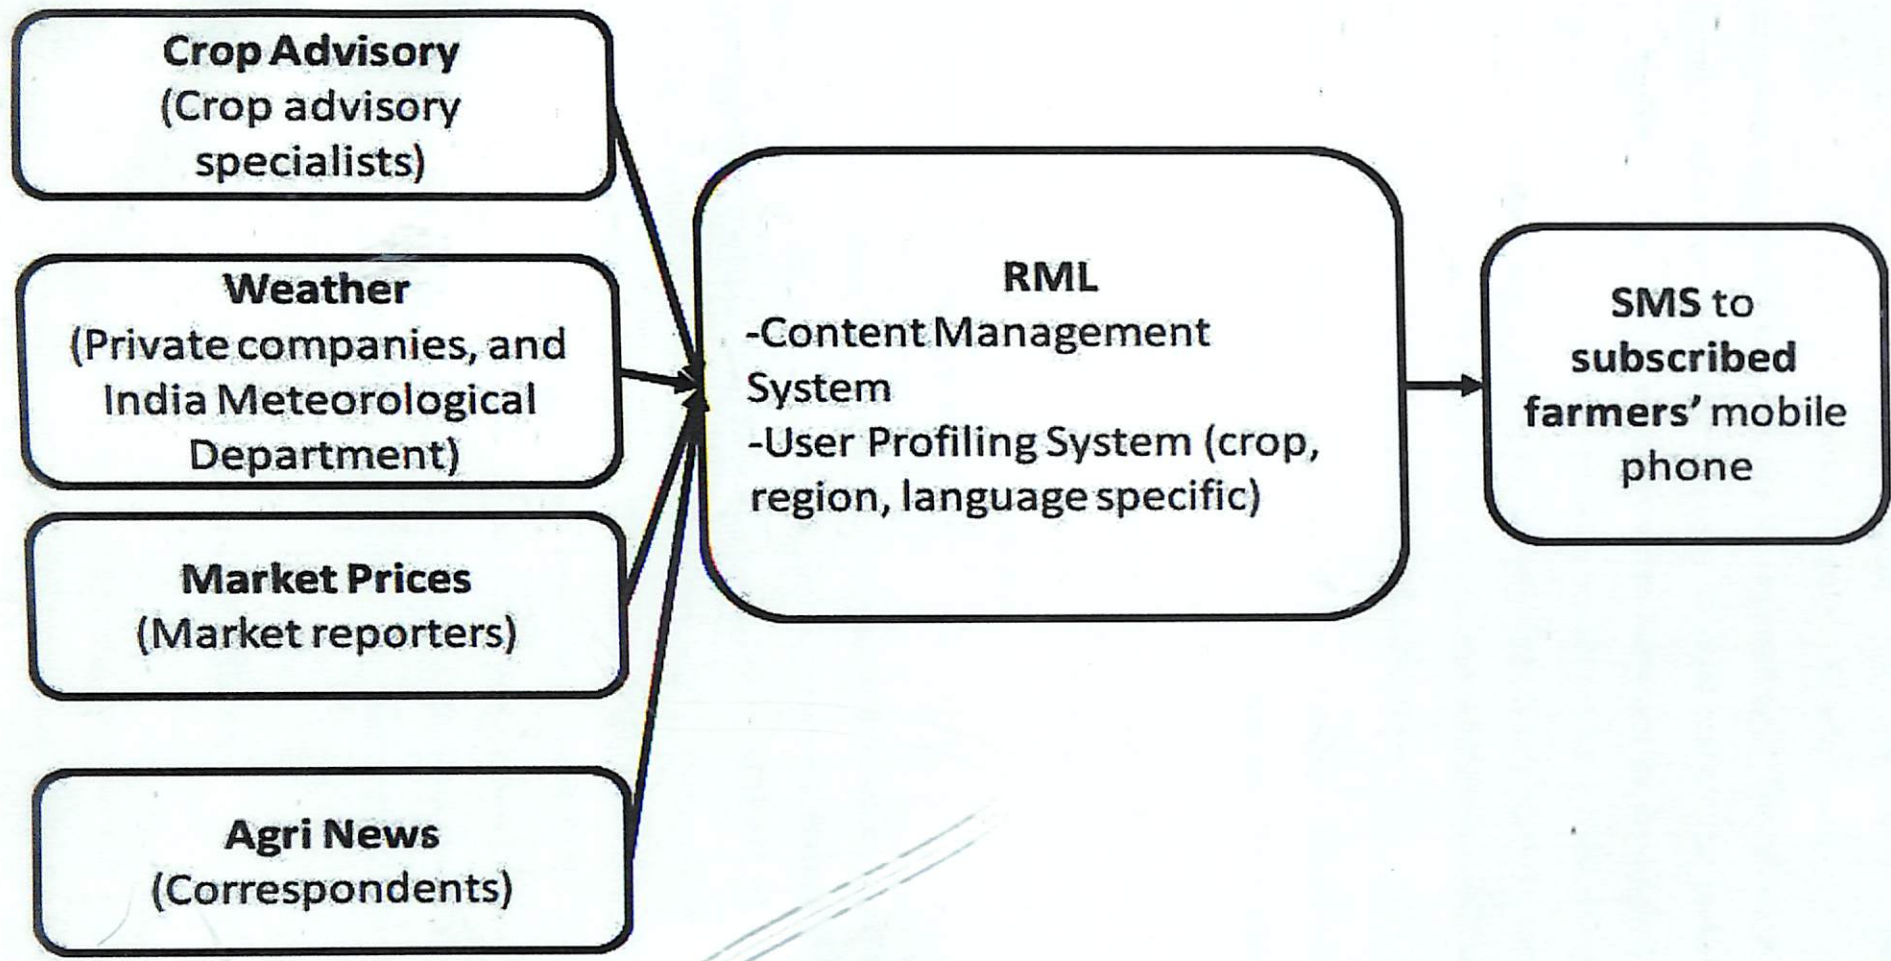 Crop Advisory
(Crop advisory
specialists)
Weather
(Private companies, and
India Meteorological
Department)
Market Prices
(Market reporters)
Agri News
(Correspondents)
RML
-Content Management
System
-User Profiling System (crop,
region, language specific)
SMS to
subscribed
farmers’ mobile
phone